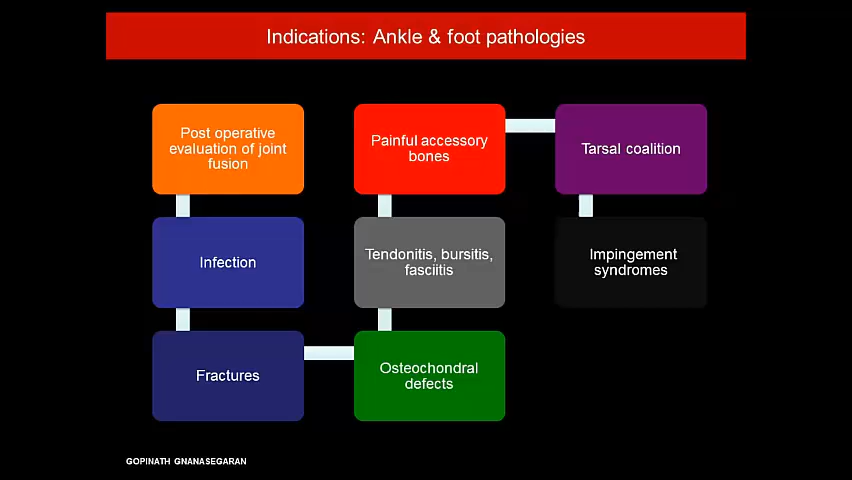 Indications: Ankle & foot pathologies
Post operative
evaluation of joint
fusion
Infection
Fractures
Osteochondral
defects
Tendonitis, bursitis,
fasciitis
Painful accessory
bones
Tarsal coalition
Impingement
syndromes
GOPINATH GNANASEGARAN